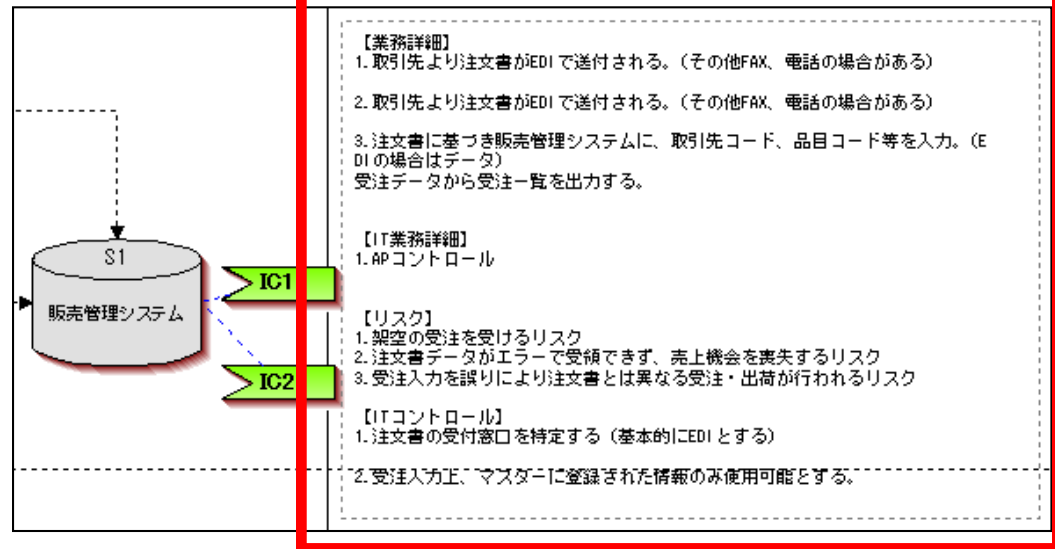 【業務詳細】
1.取引先より注文書がEDIで送付される。(その他FAX、電話の場合がある)
2.取引先より注文書がEDIで送付される。(その他FAX、電話の場合がある)
3.注文書に基づき販売管理システムに、取引先コード、品目コード等を入力。(E
DIの場合はデータ)
受注データから受注一覧を出力する。
【IT業務詳細】
1.APコントロール
S1
販売管理システム
IC1
IC2
【リスク】
1.架空の受注を受けるリスク
2.注文書データがエラーで受領できず、売上機会を喪失するリスク
3.受注入力を誤りにより注文書とは異なる受注・出荷が行われるリスク
【ITコントロール】
1.注文書の受付窓口を特定する(基本的にEDIとする)
2.受注入力上、マスターに登録された情報のみ使用可能とする。